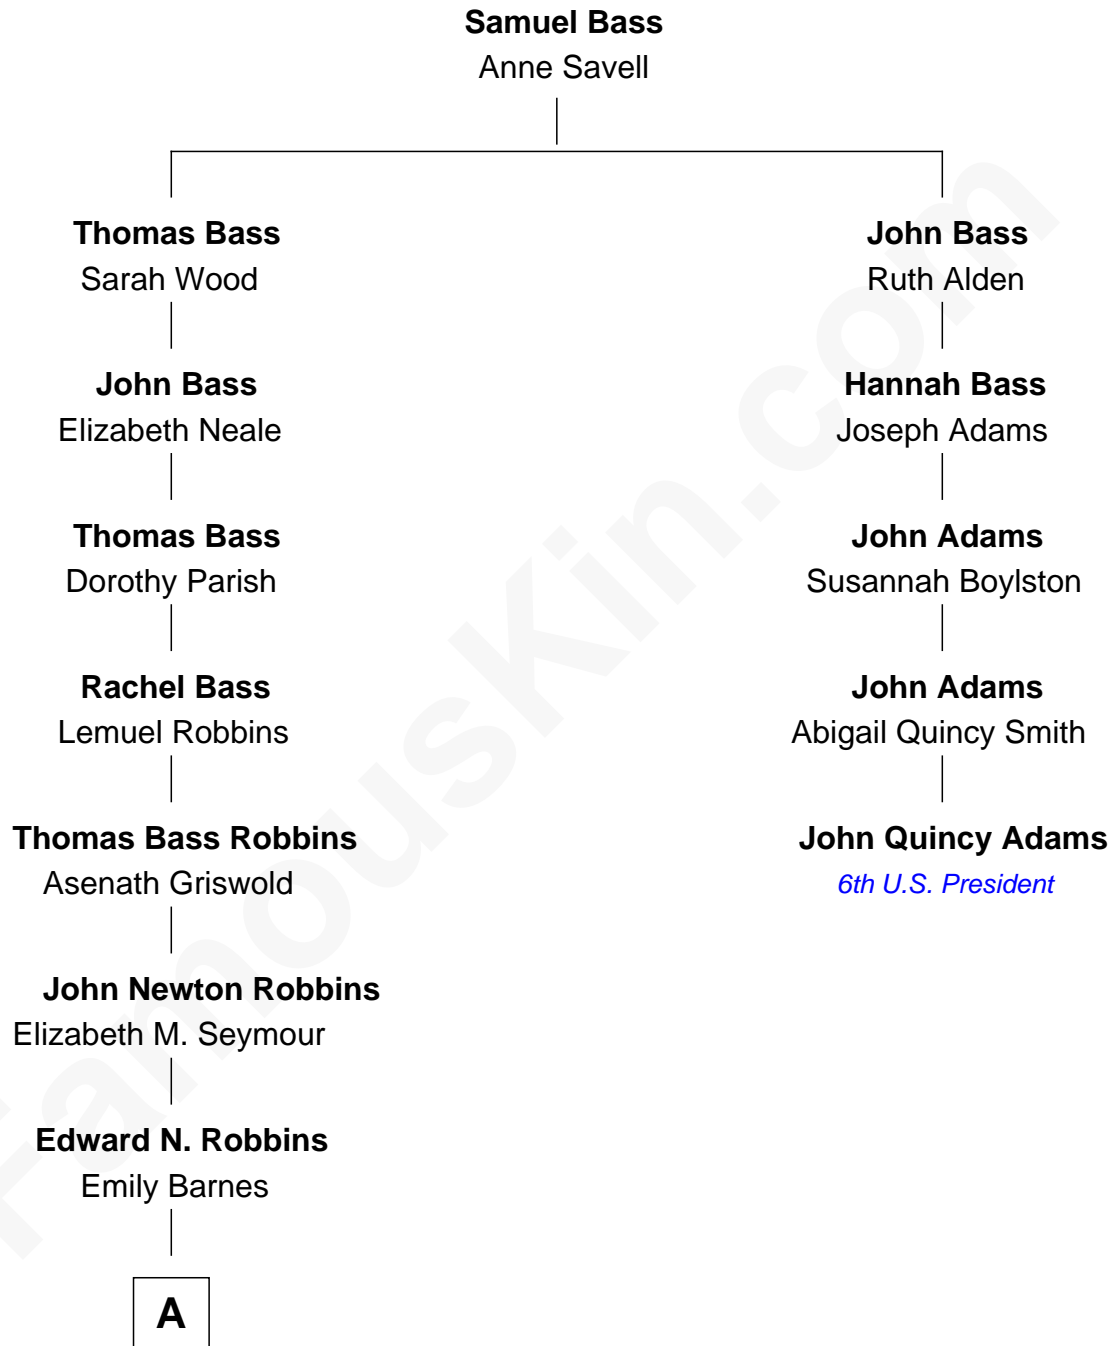 Samuel Bass
Anne Savell
Thomas Bass
Sarah Wood
John Bass
Ruth Alden
John Bass
Elizabeth Neale
Hannah Bass
Joseph Adams
Thomas Bass
Dorothy Parish
John Adams
Susannah Boylston
Rachel Bass
Lemuel Robbins
John Adams
Abigail Quincy Smith
Thomas Bass Robbins
Asenath Griswold
John Quincy Adams
6th U.S. President
John Newton Robbins
Elizabeth M. Seymour
Edward N. Robbins
Emily Barnes
A
FamousKin.com